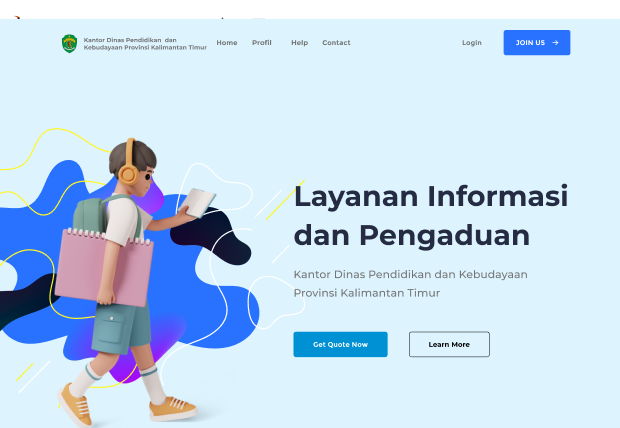 Kantor Dinas Pendidikan dan
Kebudayaan Provinsi Kalimantan Timur
Home
Profil
Help
Contact
Login
JOIN US →
Layanan Informasi
dan Pengaduan
Kantor Dinas Pendidikan dan Kebudayaan
Provinsi Kalimantan Timur
Get Quote Now
Learn More